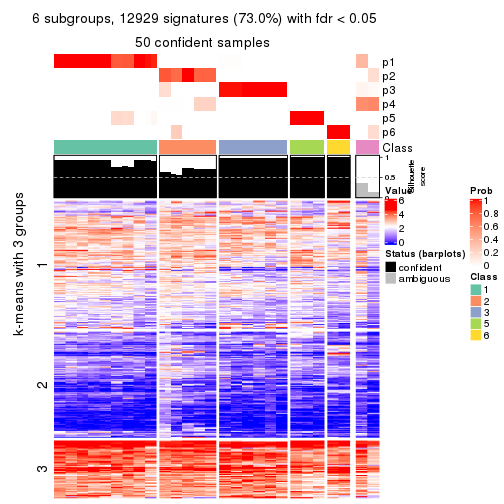 6 subgroups, 12929 signatures (73.0%) with fdr < 0.05
50 confident samples
p1
p2
p3
p4
p5
p6
Class
1
0.5
0
Silhouette
score
k-means with 3 groups
1
2
3
Value
6
4
2
0
Status (barplots)
confident
ambiguous
Prob
1
0.8
0.6
0.4
0.2
0
Class
1
2
3
5
6